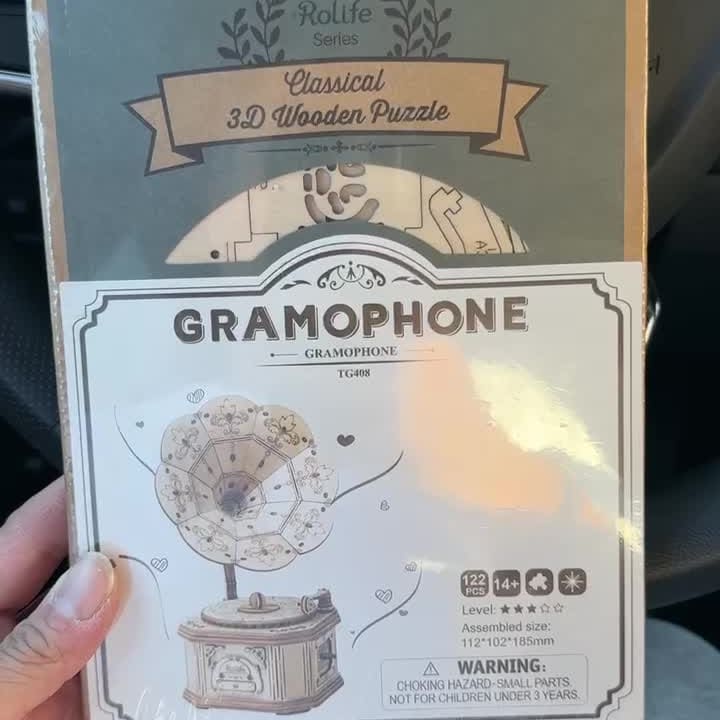 Rolife
Series
Classical
3D Wooden Puzzle
GRAMOPHONE
GRAMOPHONE
TG408
122
PCS
14+
Level: ★★★☆☆
Assembled size:
112*102*185mm
Rolife
WARNING:
CHOKING HAZARD-SMALL PARTS.
NOT FOR CHILDREN UNDER 3 YEARS.